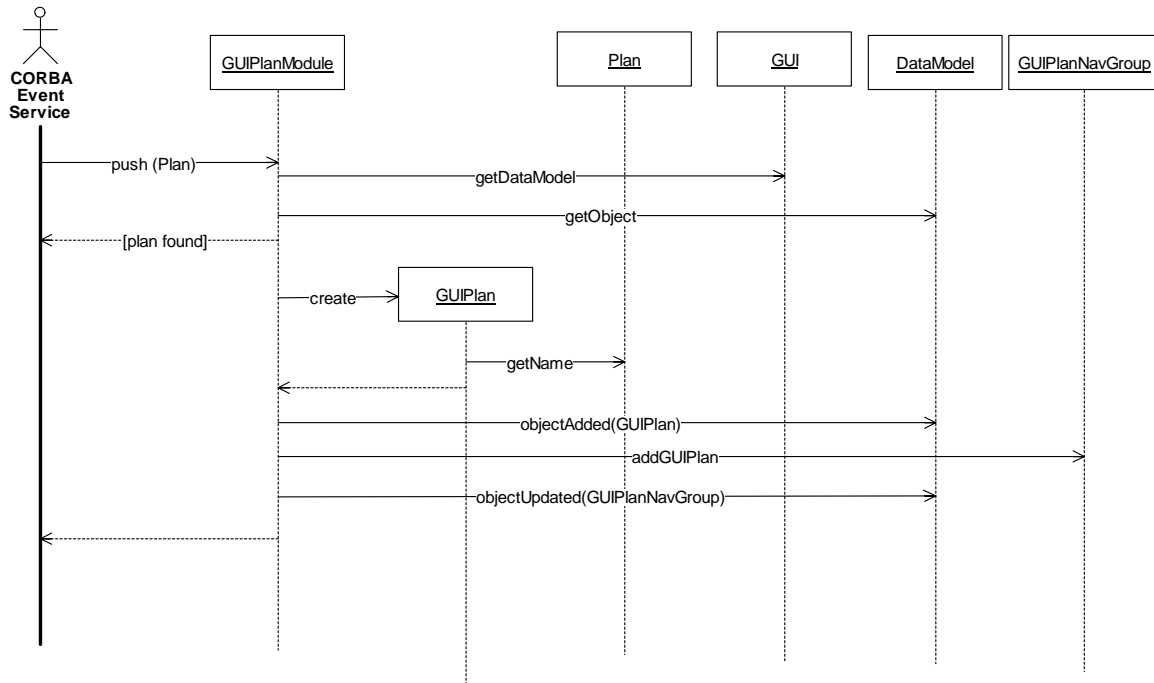 CORBA
Event
Service
GUIPlanModule
Plan
GUI
DataModel
GUIPlanNavGroup
push (Plan)
getDataModel
getObject
[plan found]
create
GUIPlan
getName
objectAdded(GUIPlan)
addGUIPlan
objectUpdated(GUIPlanNavGroup)